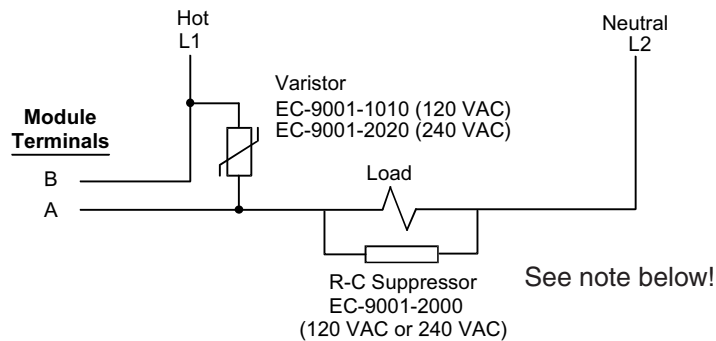 Hot
L1
Neutral
L2
Varistor
EC-9001-1010 (120 VAC)
EC-9001-2020 (240 VAC)
Module
Terminals
B
A
Load
R-C Suppressor
EC-9001-2000
(120 VAC or 240 VAC)
See note below!